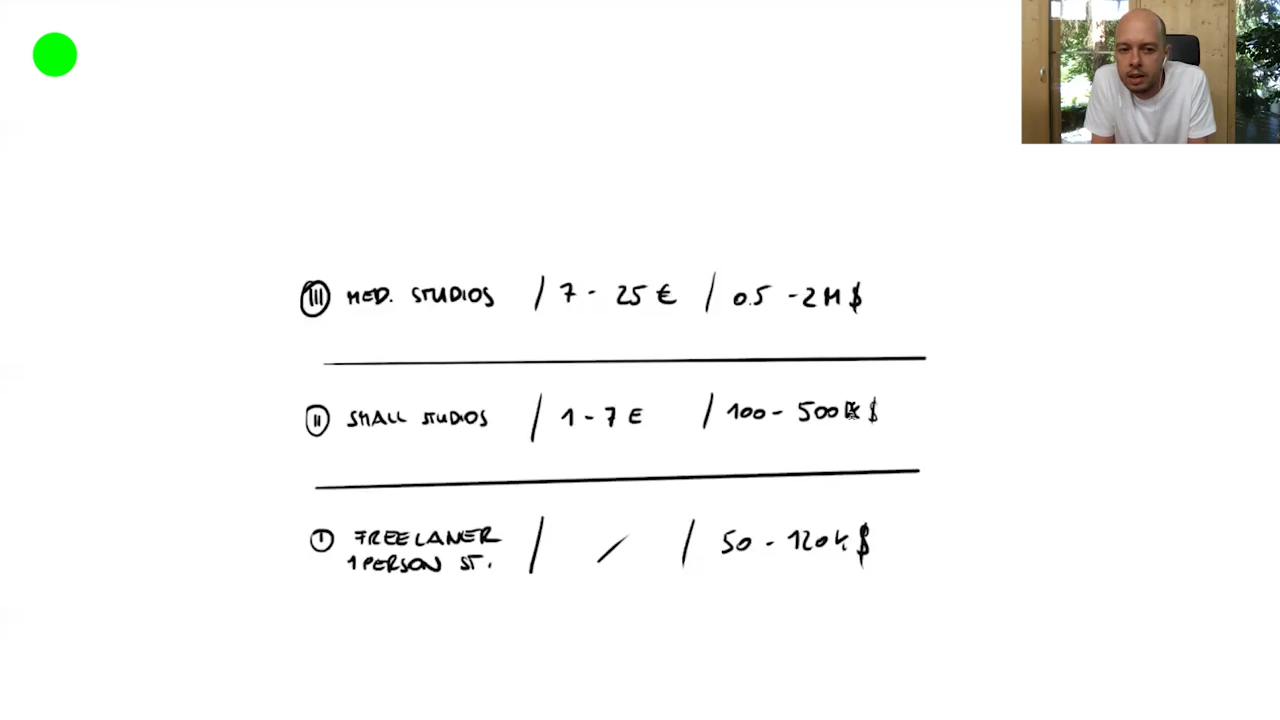 III MED. STUDIOS / 7 - 25 € / 0.5 - 2M $
II SMALL STUDIOS / 1 - 7 E / 100 - 500K $
I FREELANER / / / 50 - 120K $
1 PERSON ST.